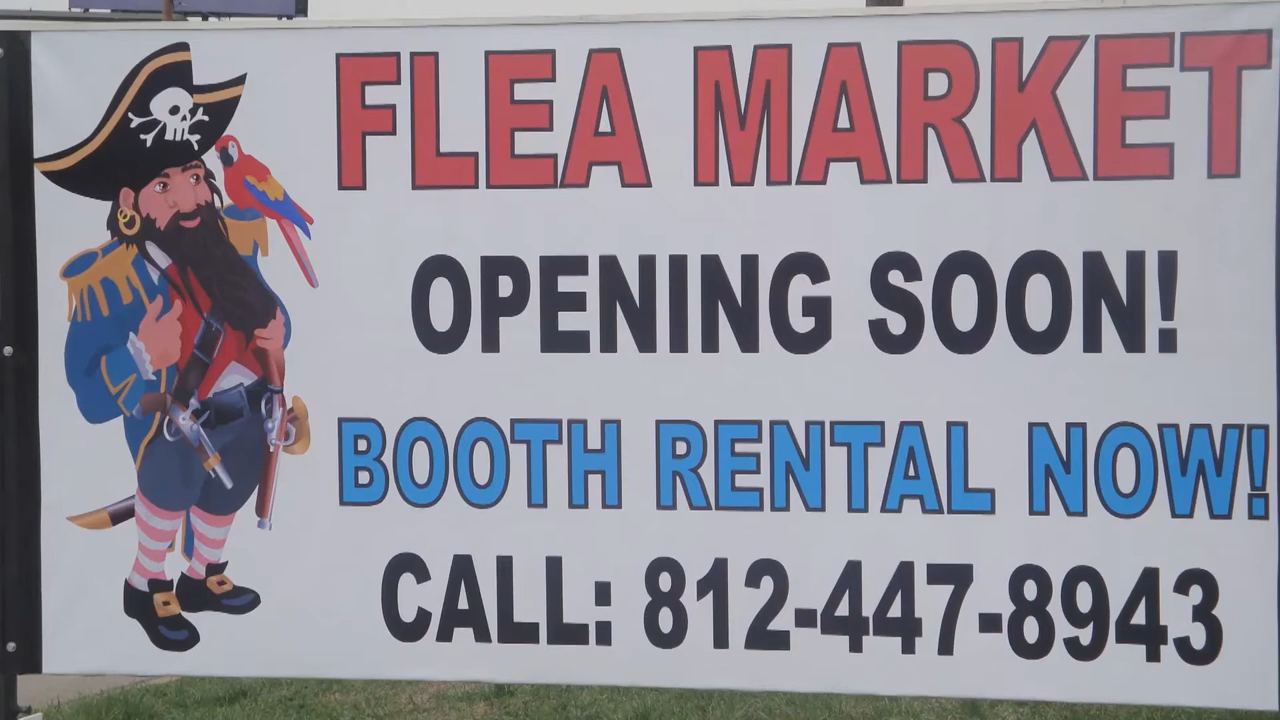 FLEA MARKET
OPENING SOON!
BOOTH RENTAL NOW!
CALL: 812-447-8943